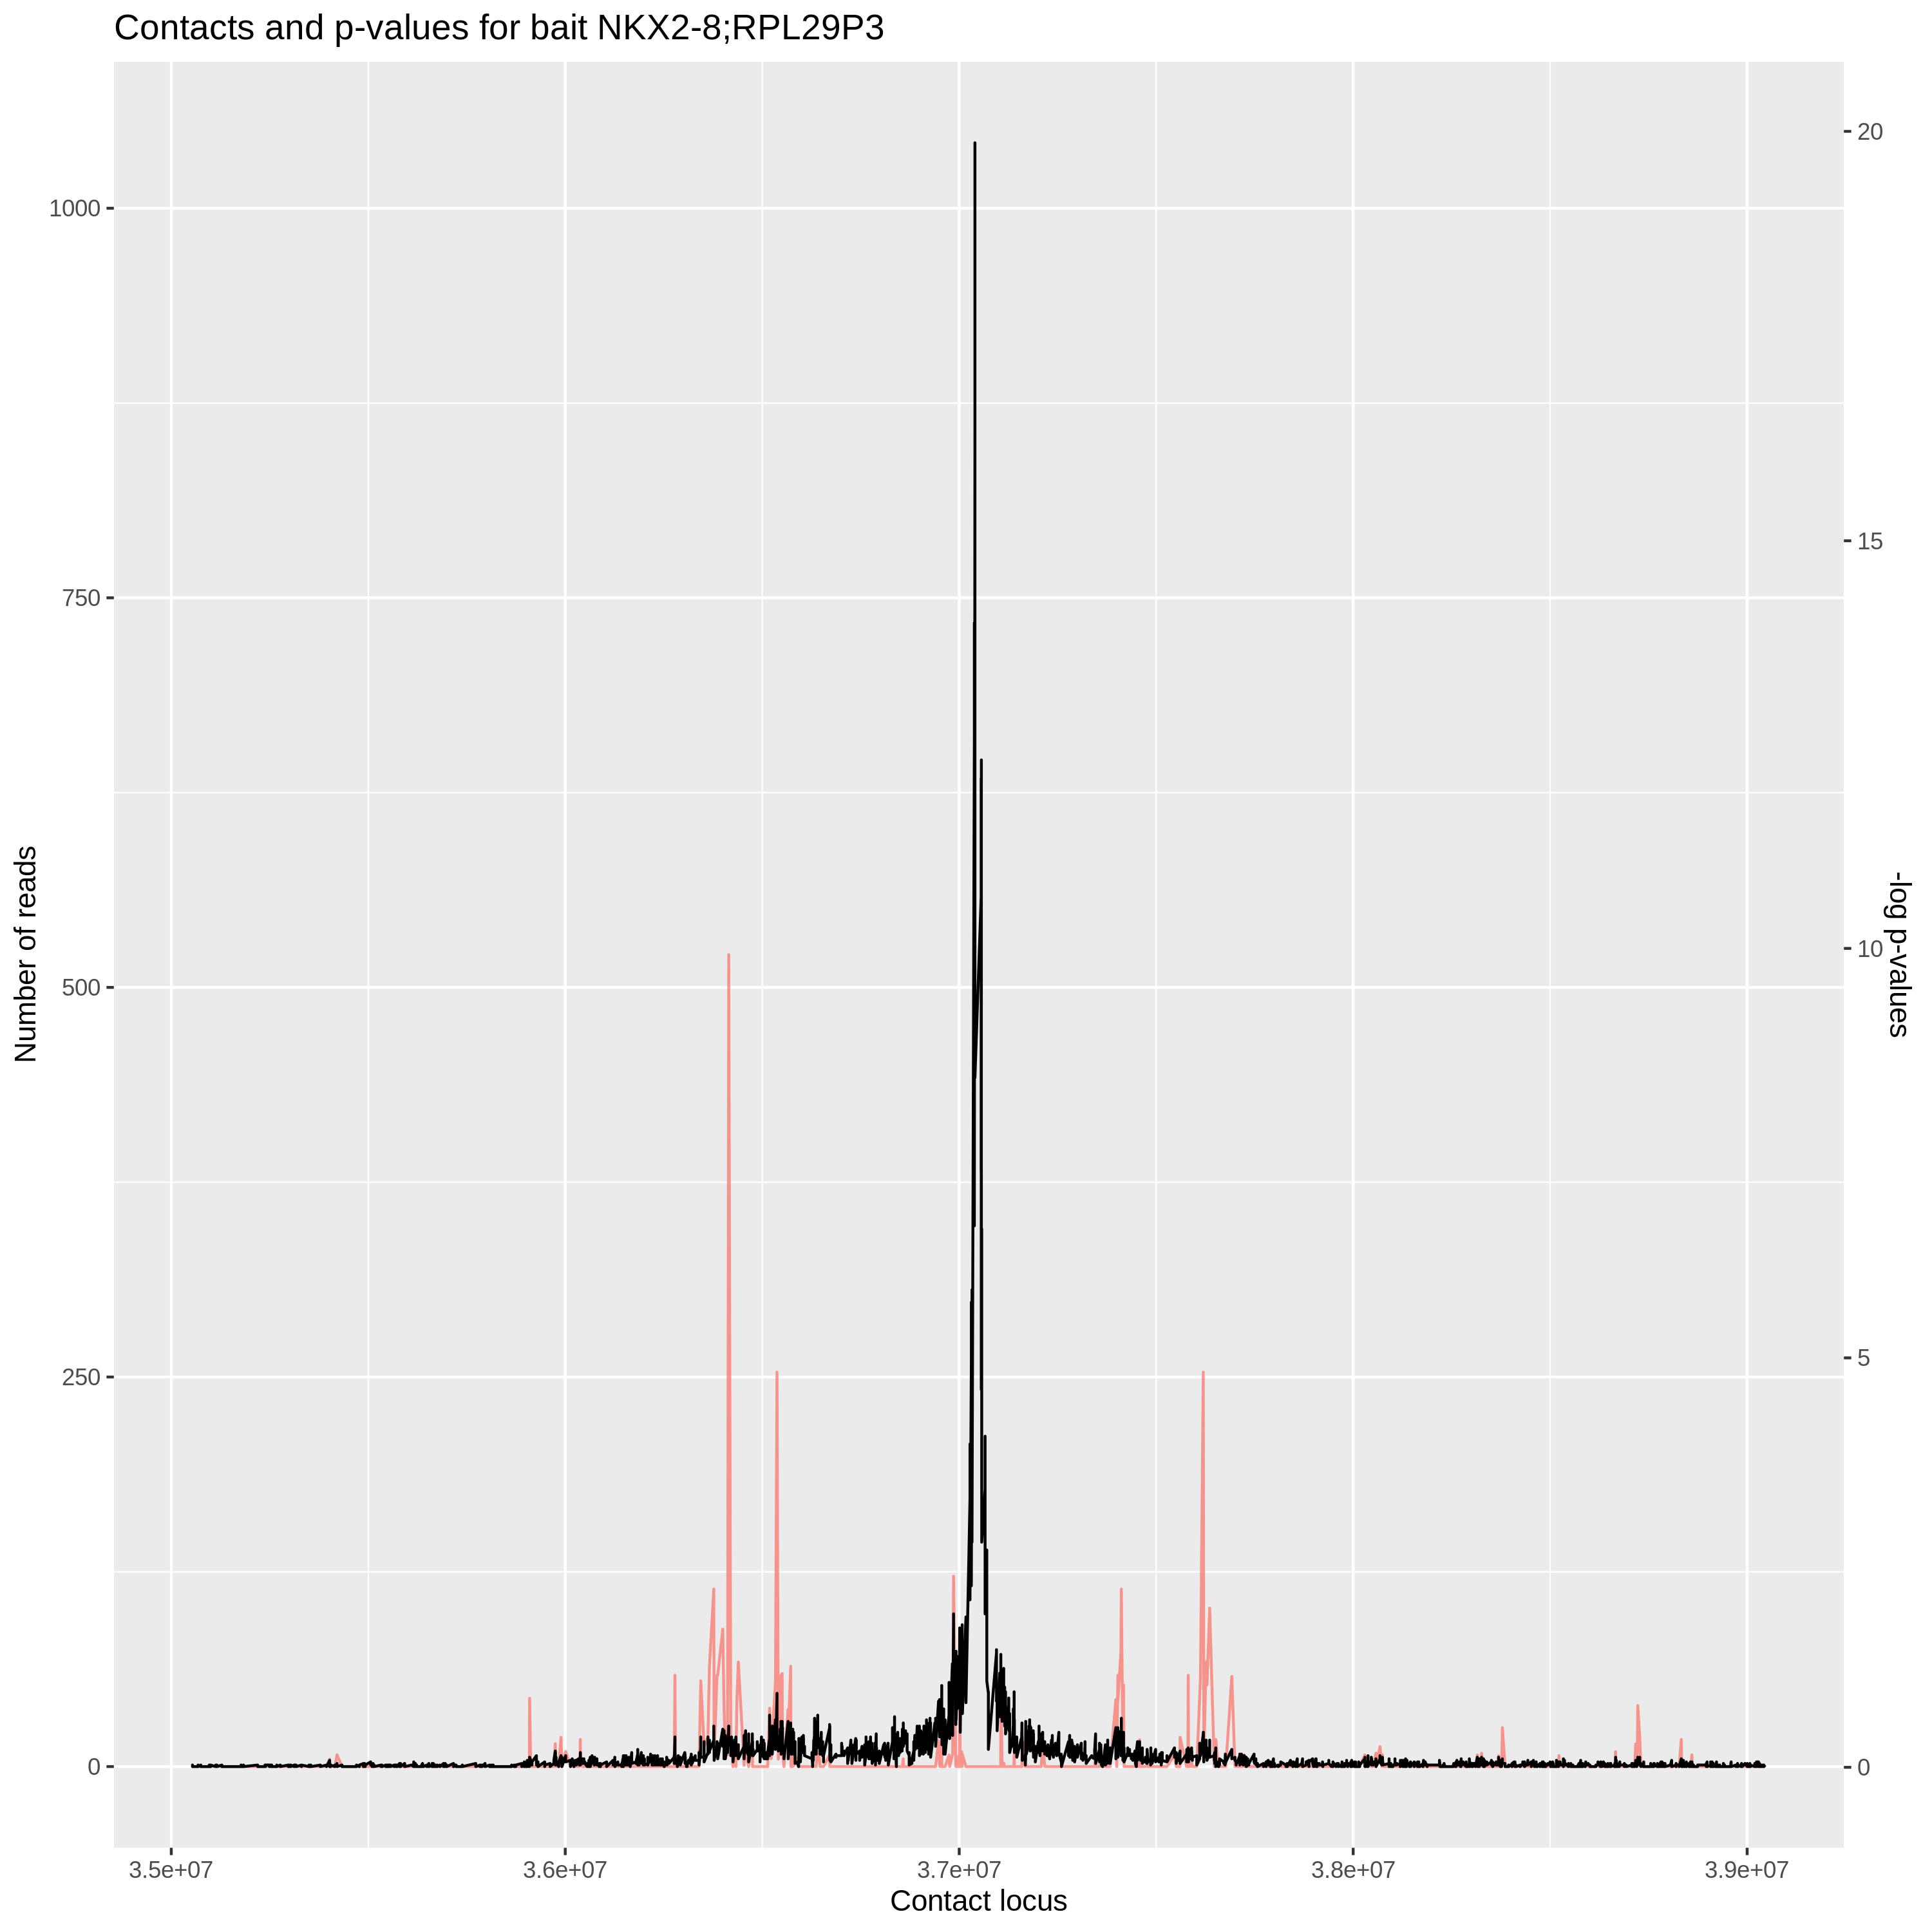 Contacts and p-values for bait NKX2-8;RPL29P3
1000
750
500
250
0
Number of reads
20
15
10
5
0
-log p-values
3.5e+07
3.6e+07
3.7e+07
3.8e+07
3.9e+07
Contact locus